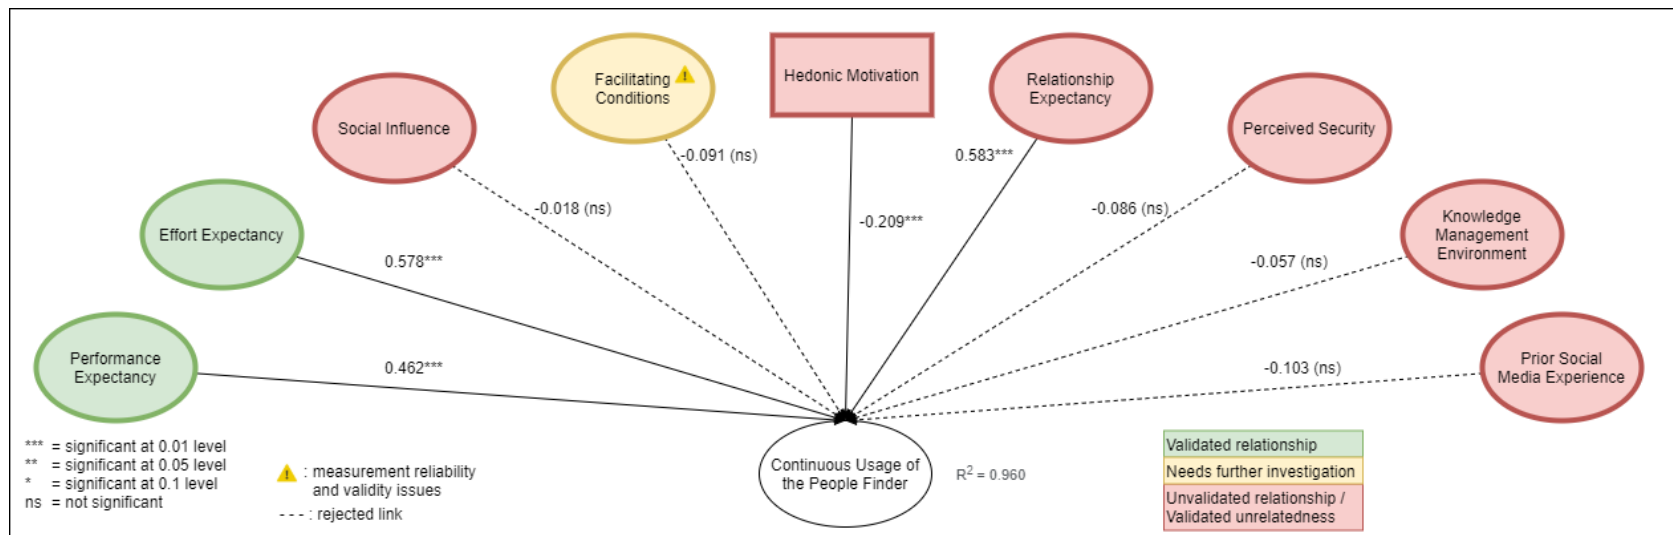 Hedonic Motivation
Facilitating
Conditions
Relationship
Expectancy
Social Influence
Perceived Security
-0.091 (ns)
0.583***
-0.018 (ns)
-0.209***
-0.086 (ns)
Effort Expectancy
Knowledge
Management
Environment
0.578***
-0.057 (ns)
Performance
Expectancy
0.462***
-0.103 (ns)
Prior Social
Media Experience
*** = significant at 0.01 level
** = significant at 0.05 level
* = significant at 0.1 level
ns = not significant
! : measurement reliability
and validity issues
- - - : rejected link
Continuous Usage of
the People Finder
R² = 0.960
Validated relationship
Needs further investigation
Unvalidated relationship /
Validated unrelatedness